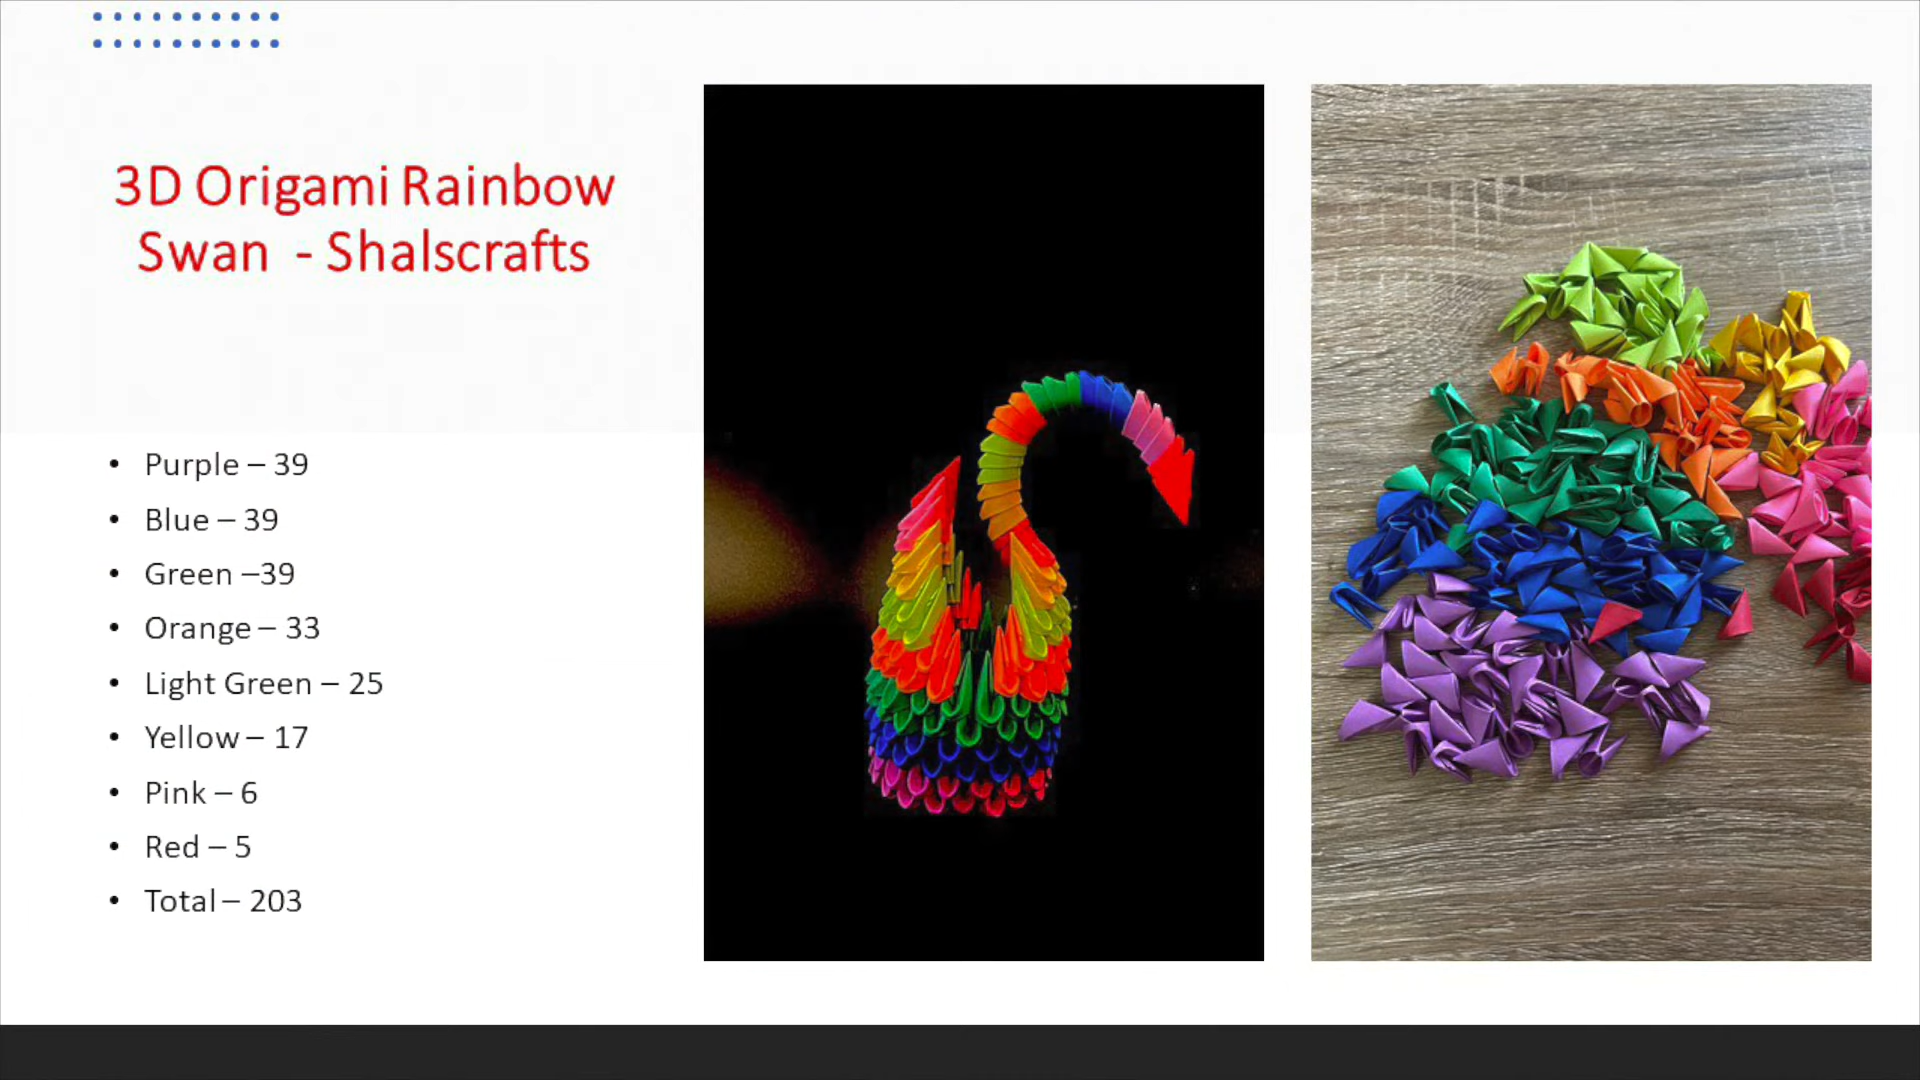 3D Origami Rainbow
Swan - Shalscrafts
• Purple – 39
• Blue – 39
• Green –39
• Orange – 33
• Light Green – 25
• Yellow – 17
• Pink – 6
• Red – 5
• Total – 203